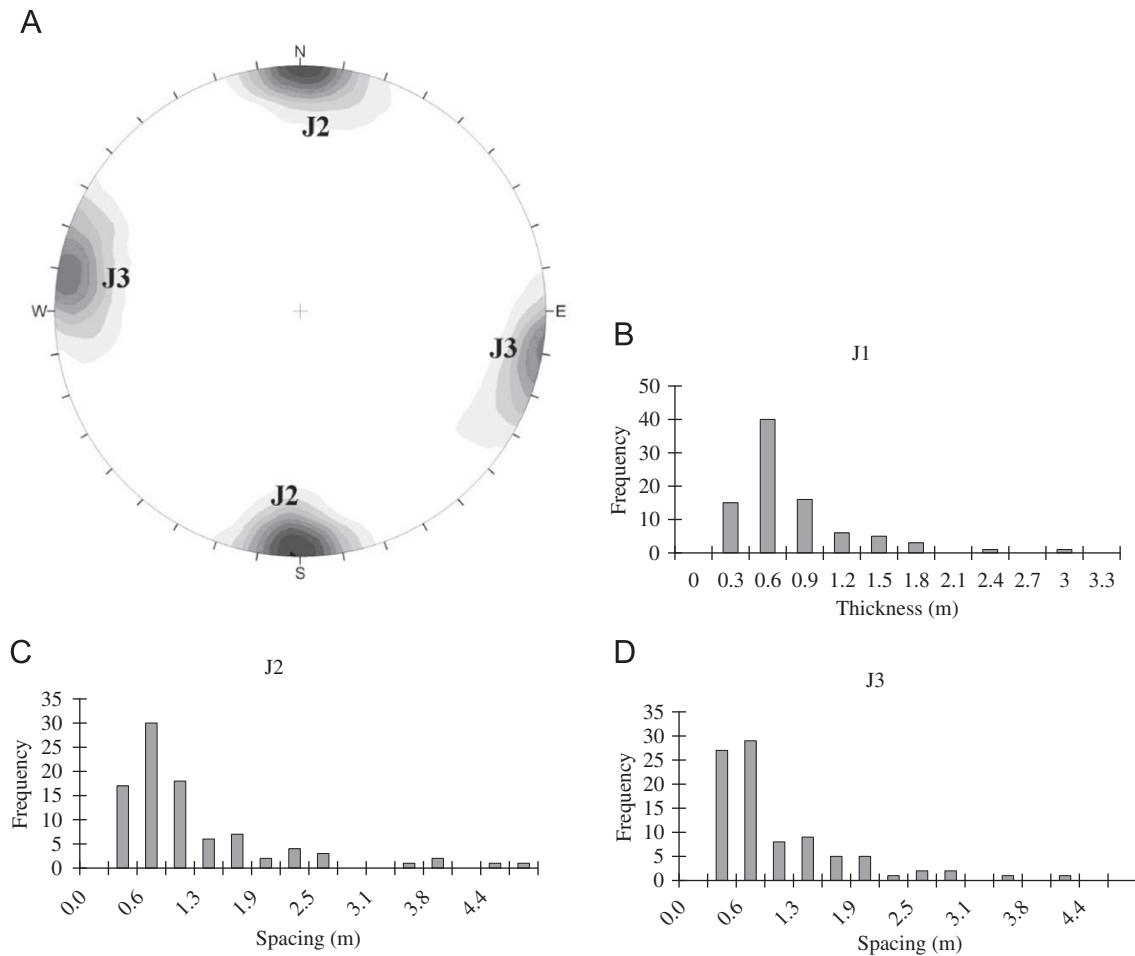 A
N
J2
J3
W
E
J3
J2
S
B
J1
50
40
30
20
10
0
Frequency
0 0.3 0.6 0.9 1.2 1.5 1.8 2.1 2.4 2.7 3 3.3
Thickness (m)
C
J2
35
30
25
20
15
10
5
0
Frequency
0.0 0.6 1.3 1.9 2.5 3.1 3.8 4.4
Spacing (m)
D
J3
35
30
25
20
15
10
5
0
Frequency
0.0 0.6 1.3 1.9 2.5 3.1 3.8 4.4
Spacing (m)